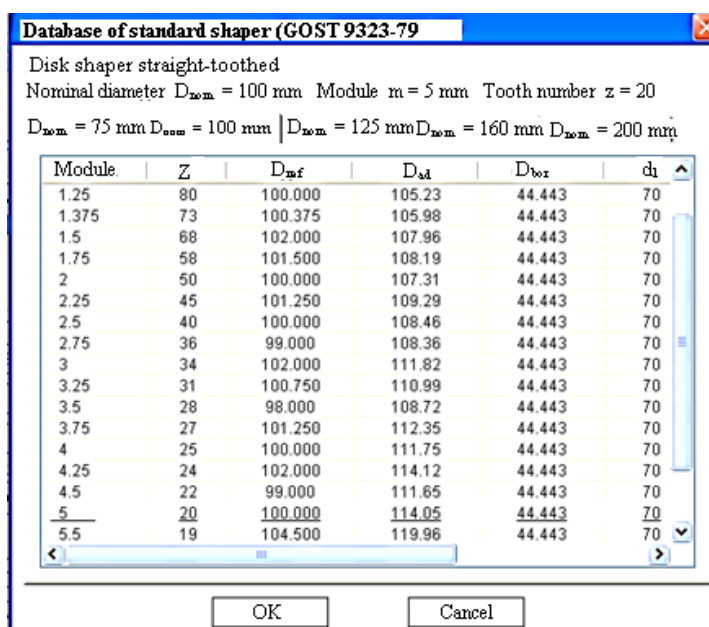 Database of standard shaper (GOST 9323-79
Disk shaper straight-toothed
Nominal diameter Dnom = 100 mm Module m = 5 mm Tooth number z = 20
Dnom = 75 mm Dnom = 100 mm Dnom = 125 mm Dnom = 160 mm Dnom = 200 mm
Module Z Dref Dad Dbor d1
1.25 80 100.000 105.23 44.443 70
1.375 73 100.375 105.98 44.443 70
1.5 68 102.000 107.96 44.443 70
1.75 58 101.500 108.19 44.443 70
2 50 100.000 107.31 44.443 70
2.25 45 101.250 109.29 44.443 70
2.5 40 100.000 108.46 44.443 70
2.75 36 99.000 108.36 44.443 70
3 34 102.000 111.82 44.443 70
3.25 31 100.750 110.99 44.443 70
3.5 28 98.000 108.72 44.443 70
3.75 27 101.250 112.35 44.443 70
4 25 100.000 111.75 44.443 70
4.25 24 102.000 114.12 44.443 70
4.5 22 99.000 111.65 44.443 70
5 20 100.000 114.05 44.443 70
5.5 19 104.500 119.96 44.443 70
OK Cancel